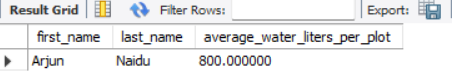 Result Grid Filter Rows: Export:
first_name last_name average_water_liters_per_plot
Arjun Naidu 800.000000